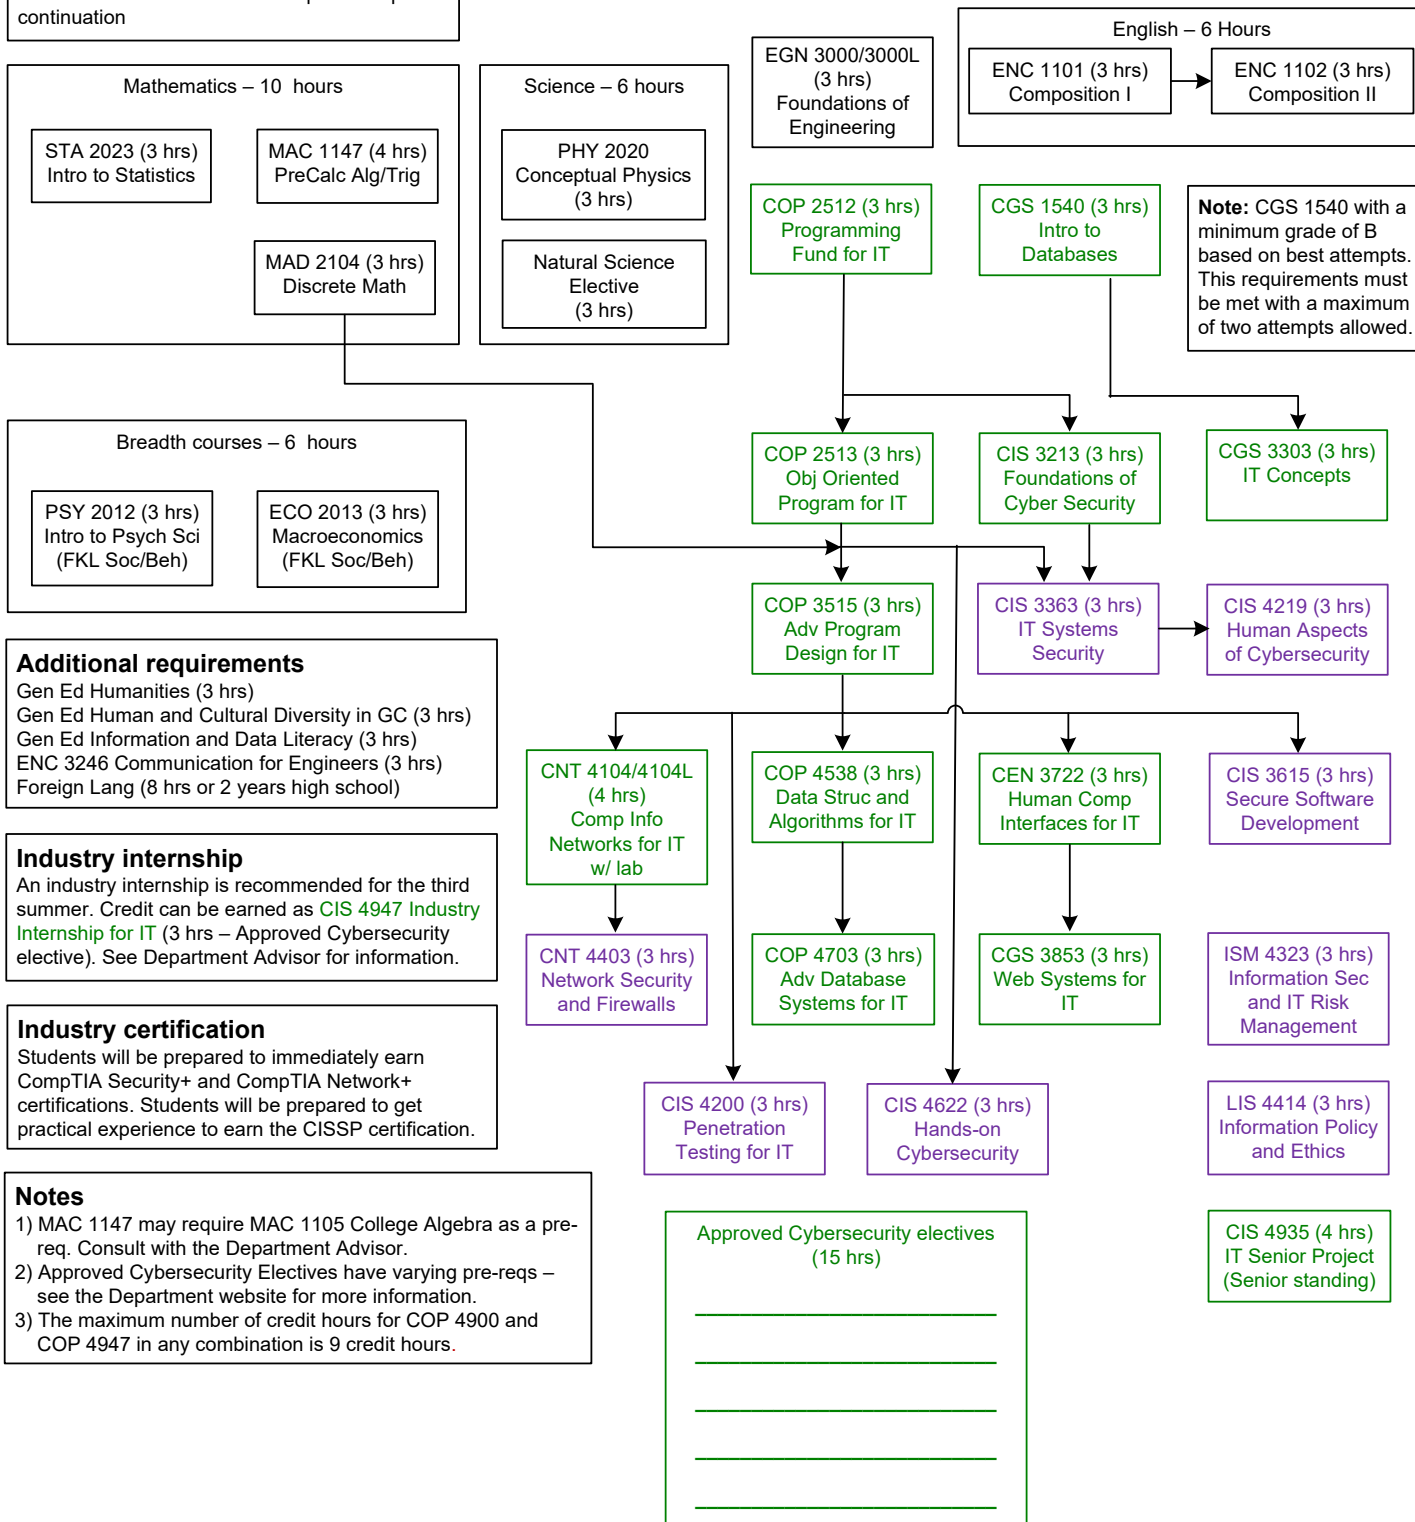 continuation
English – 6 Hours
ENC 1101 (3 hrs)
Composition I
ENC 1102 (3 hrs)
Composition II
EGN 3000/3000L
(3 hrs)
Foundations of
Engineering
Mathematics – 10 hours
STA 2023 (3 hrs)
Intro to Statistics
MAC 1147 (4 hrs)
PreCalc Alg/Trig
MAD 2104 (3 hrs)
Discrete Math
Science – 6 hours
PHY 2020
Conceptual Physics
(3 hrs)
Natural Science
Elective
(3 hrs)
COP 2512 (3 hrs)
Programming
Fund for IT
CGS 1540 (3 hrs)
Intro to
Databases
Note: CGS 1540 with a
minimum grade of B
based on best attempts.
This requirements must
be met with a maximum
of two attempts allowed.
Breadth courses – 6 hours
PSY 2012 (3 hrs)
Intro to Psych Sci
(FKL Soc/Beh)
ECO 2013 (3 hrs)
Macroeconomics
(FKL Soc/Beh)
COP 2513 (3 hrs)
Obj Oriented
Program for IT
CIS 3213 (3 hrs)
Foundations of
Cyber Security
CGS 3303 (3 hrs)
IT Concepts
COP 3515 (3 hrs)
Adv Program
Design for IT
CIS 3363 (3 hrs)
IT Systems
Security
CIS 4219 (3 hrs)
Human Aspects
of Cybersecurity
Additional requirements
Gen Ed Humanities (3 hrs)
Gen Ed Human and Cultural Diversity in GC (3 hrs)
Gen Ed Information and Data Literacy (3 hrs)
ENC 3246 Communication for Engineers (3 hrs)
Foreign Lang (8 hrs or 2 years high school)
CNT 4104/4104L
(4 hrs)
Comp Info
Networks for IT
w/ lab
COP 4538 (3 hrs)
Data Struc and
Algorithms for IT
CEN 3722 (3 hrs)
Human Comp
Interfaces for IT
CIS 3615 (3 hrs)
Secure Software
Development
Industry internship
An industry internship is recommended for the third
summer. Credit can be earned as CIS 4947 Industry
Internship for IT (3 hrs – Approved Cybersecurity
elective). See Department Advisor for information.
CNT 4403 (3 hrs)
Network Security
and Firewalls
COP 4703 (3 hrs)
Adv Database
Systems for IT
CGS 3853 (3 hrs)
Web Systems for
IT
ISM 4323 (3 hrs)
Information Sec
and IT Risk
Management
Industry certification
Students will be prepared to immediately earn
CompTIA Security+ and CompTIA Network+
certifications. Students will be prepared to get
practical experience to earn the CISSP certification.
CIS 4200 (3 hrs)
Penetration
Testing for IT
CIS 4622 (3 hrs)
Hands-on
Cybersecurity
LIS 4414 (3 hrs)
Information Policy
and Ethics
Notes
1) MAC 1147 may require MAC 1105 College Algebra as a pre-
req. Consult with the Department Advisor.
2) Approved Cybersecurity Electives have varying pre-reqs –
see the Department website for more information.
3) The maximum number of credit hours for COP 4900 and
COP 4947 in any combination is 9 credit hours.
Approved Cybersecurity electives
(15 hrs)
CIS 4935 (4 hrs)
IT Senior Project
(Senior standing)